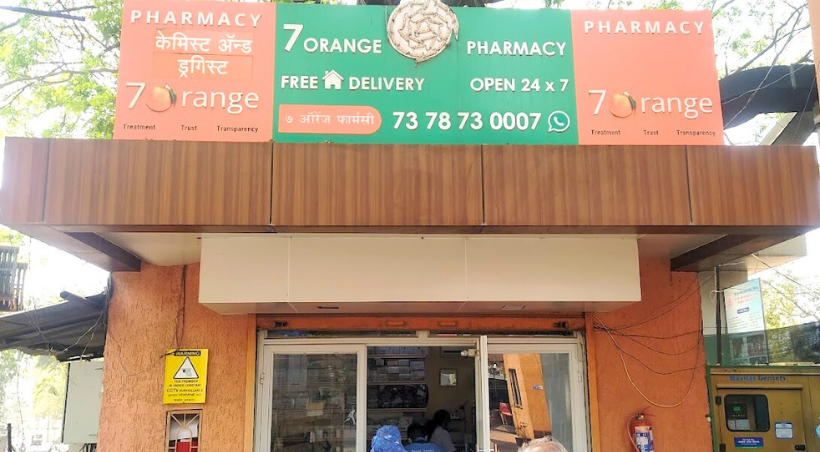 PHARMACY
केमिस्ट ॲन्ड
ड्रगिस्ट
7 range
Treatment Trust Transparency
7 ORANGE PHARMACY
FREE DELIVERY OPEN 24 x 7
७ ऑरेंज फार्मसी 73 78 73 0007
PHARMACY
7 range
Treatment Trust Transparency
WARNING